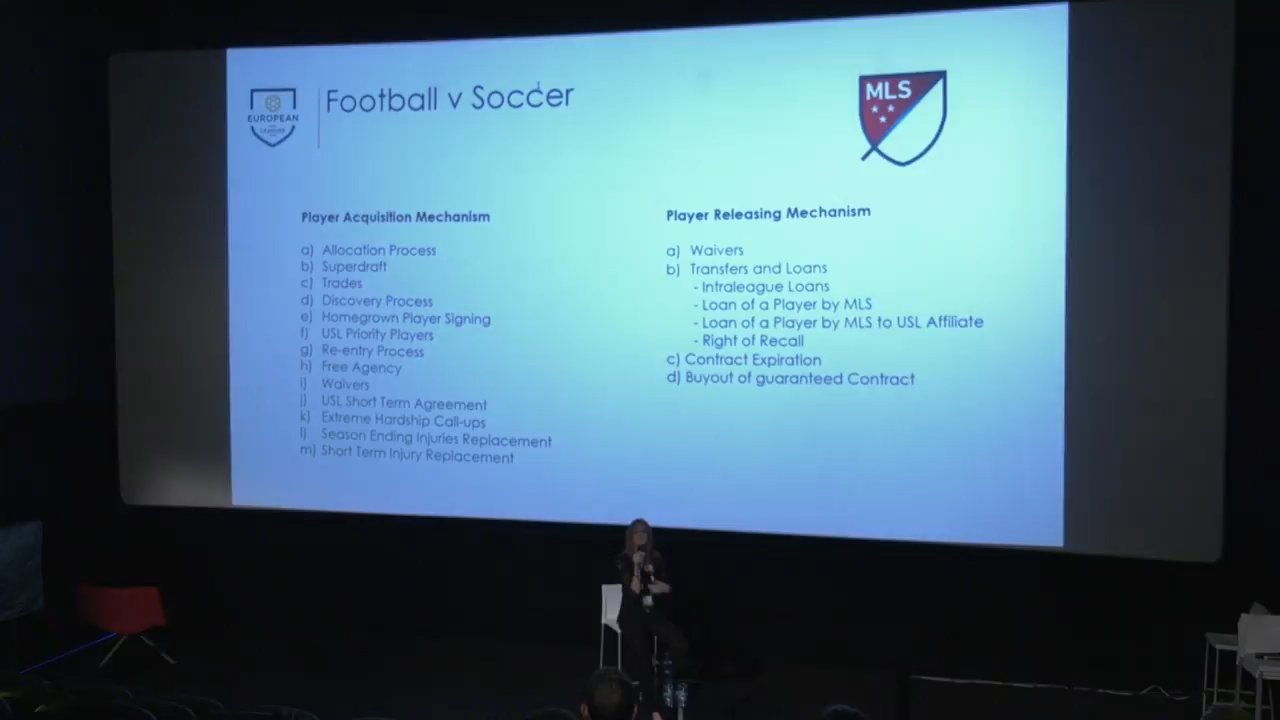 EUROPEAN
LEAGUES
Football v Soccer
MLS
Player Acquisition Mechanism
a) Allocation Process
b) Superdraft
c) Trades
d) Discovery Process
e) Homegrown Player Signing
f) USL Priority Players
g) Re-entry Process
h) Free Agency
i) Waivers
j) USL Short Term Agreement
k) Extreme Hardship Call-ups
l) Season Ending Injuries Replacement
m) Short Term Injury Replacement
Player Releasing Mechanism
a) Waivers
b) Transfers and Loans
- Intraleague Loans
- Loan of a Player by MLS
- Loan of a Player by MLS to USL Affiliate
- Right of Recall
c) Contract Expiration
d) Buyout of guaranteed Contract